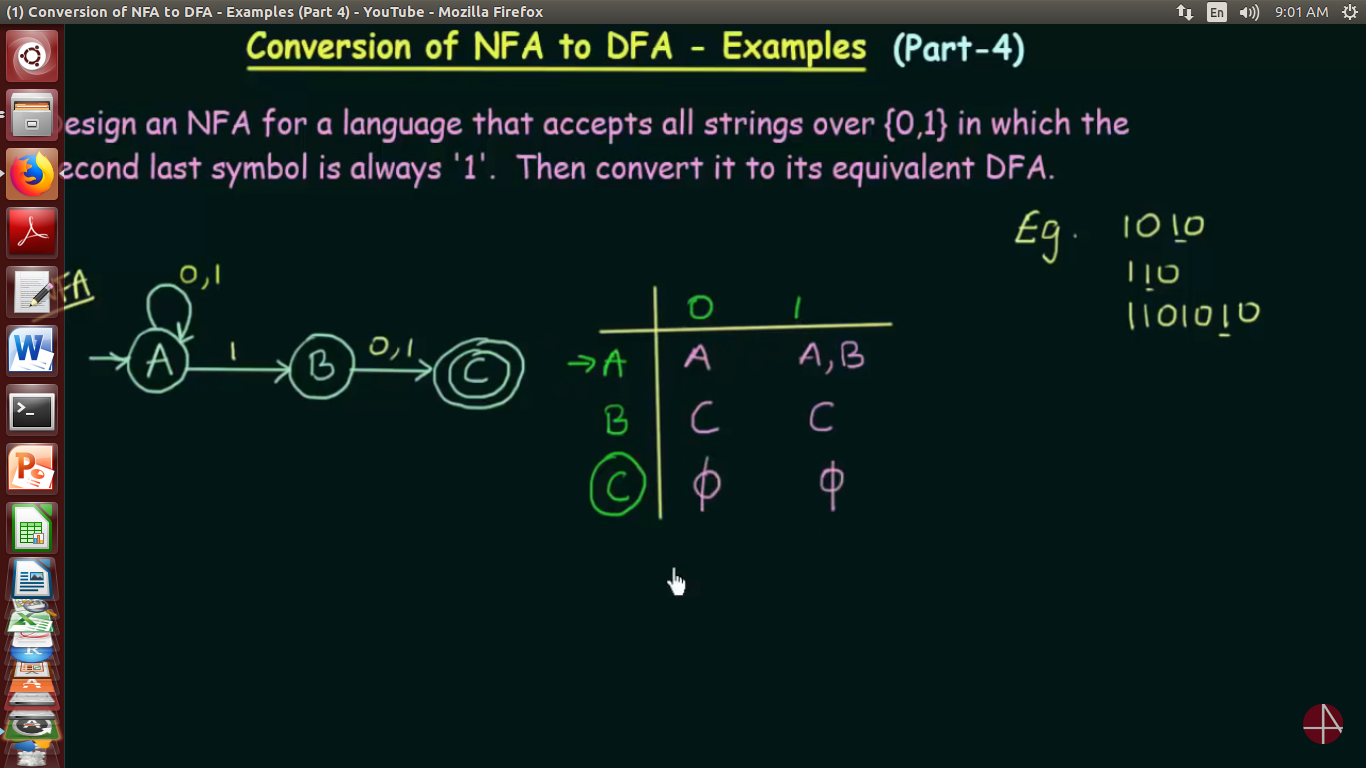 (1) Conversion of NFA to DFA - Examples (Part 4) - YouTube - Mozilla Firefox
En
9:01 AM
Conversion of NFA to DFA - Examples (Part-4)
esign an NFA for a language that accepts all strings over {0,1} in which the
econd last symbol is always '1'. Then convert it to its equivalent DFA.
Eg. 1010
110
1101010
FA
0,1
A
1
B
0,1
C
0 1
→A A A,B
B C C
C ϕ ϕ